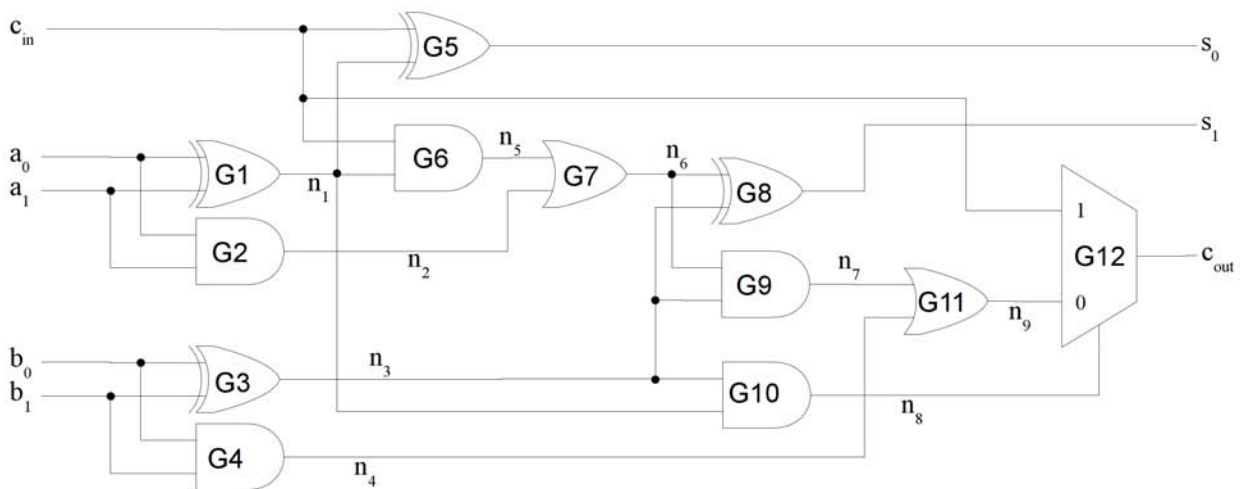 c_in
G5
s_0
s_1
a_0
a_1
G1
n_1
G6
n_5
G7
n_6
G8
G2
n_2
1
G12
c_out
G9
n_7
G11
n_9
0
b_0
b_1
G3
n_3
G10
n_8
G4
n_4